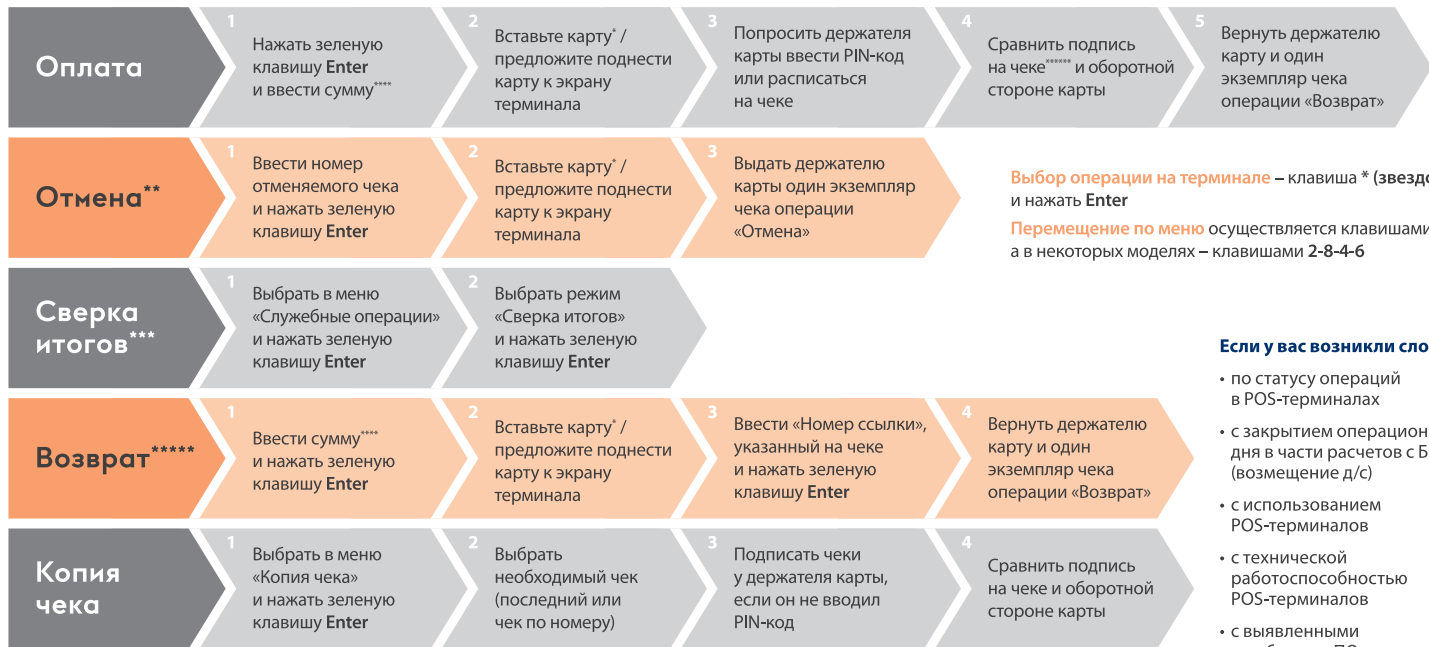 Оплата
1
Нажать зеленую
клавишу Enter
и ввести сумму****
2
Вставьте карту* /
предложите поднести
карту к экрану
терминала
3
Попросить держателя
карты ввести PIN-код
или расписаться
на чеке
4
Сравнить подпись
на чеке****** и оборотной
стороне карты
5
Вернуть держателю
карту и один
экземпляр чека
операции «Возврат»
Отмена**
1
Ввести номер
отменяемого чека
и нажать зеленую
клавишу Enter
2
Вставьте карту* /
предложите поднести
карту к экрану
терминала
3
Выдать держателю
карты один экземпляр
чека операции
«Отмена»
Выбор операции на терминале – клавиша * (звездо
и нажать Enter
Перемещение по меню осуществляется клавишами
а в некоторых моделях – клавишами 2-8-4-6
Сверка
итогов***
1
Выбрать в меню
«Служебные операции»
и нажать зеленую
клавишу Enter
2
Выбрать режим
«Сверка итогов»
и нажать зеленую
клавишу Enter
Если у вас возникли сло
• по статусу операций
в POS-терминалах
• с закрытием операцион
дня в части расчетов с Б
(возмещение д/с)
• с использованием
POS-терминалов
• с технической
работоспособностью
POS-терминалов
• с выявленными
Возврат*****
1
Ввести сумму****
и нажать зеленую
клавишу Enter
2
Вставьте карту* /
предложите поднести
карту к экрану
терминала
3
Ввести «Номер ссылки»,
указанный на чеке
и нажать зеленую
клавишу Enter
4
Вернуть держателю
карту и один
экземпляр чека
операции «Возврат»
Копия
чека
1
Выбрать в меню
«Копия чека»
и нажать зеленую
клавишу Enter
2
Выбрать
необходимый чек
(последний или
чек по номеру)
3
Подписать чеки
у держателя карты,
если он не вводил
PIN-код
4
Сравнить подпись
на чеке и оборотной
стороне карты